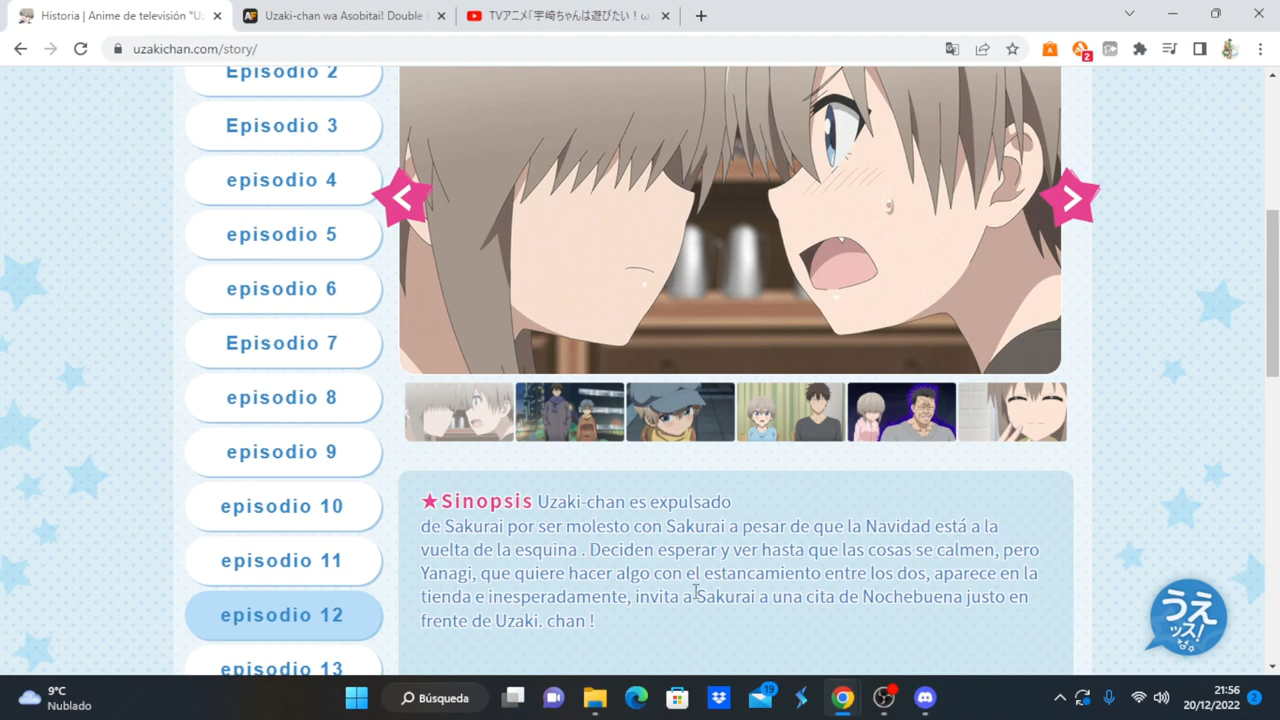 Historia | Anime de televisión "Uz
Uzaki-chan wa Asobitai! Double
TVアニメ「宇崎ちゃんは遊びたい！ω
uzakichan.com/story/
2
Episodio 2
Episodio 3
episodio 4
episodio 5
episodio 6
Episodio 7
episodio 8
episodio 9
episodio 10
episodio 11
episodio 12
episodio 13
★Sinopsis Uzaki-chan es expulsado
de Sakurai por ser molesto con Sakurai a pesar de que la Navidad está a la
vuelta de la esquina . Deciden esperar y ver hasta que las cosas se calmen, pero
Yanagi, que quiere hacer algo con el estancamiento entre los dos, aparece en la
tienda e inesperadamente, invita a Sakurai a una cita de Nochebuena justo en
frente de Uzaki. chan !
うえ
ッス!
9°C
Nublado
Búsqueda
19
21:56
20/12/2022
2